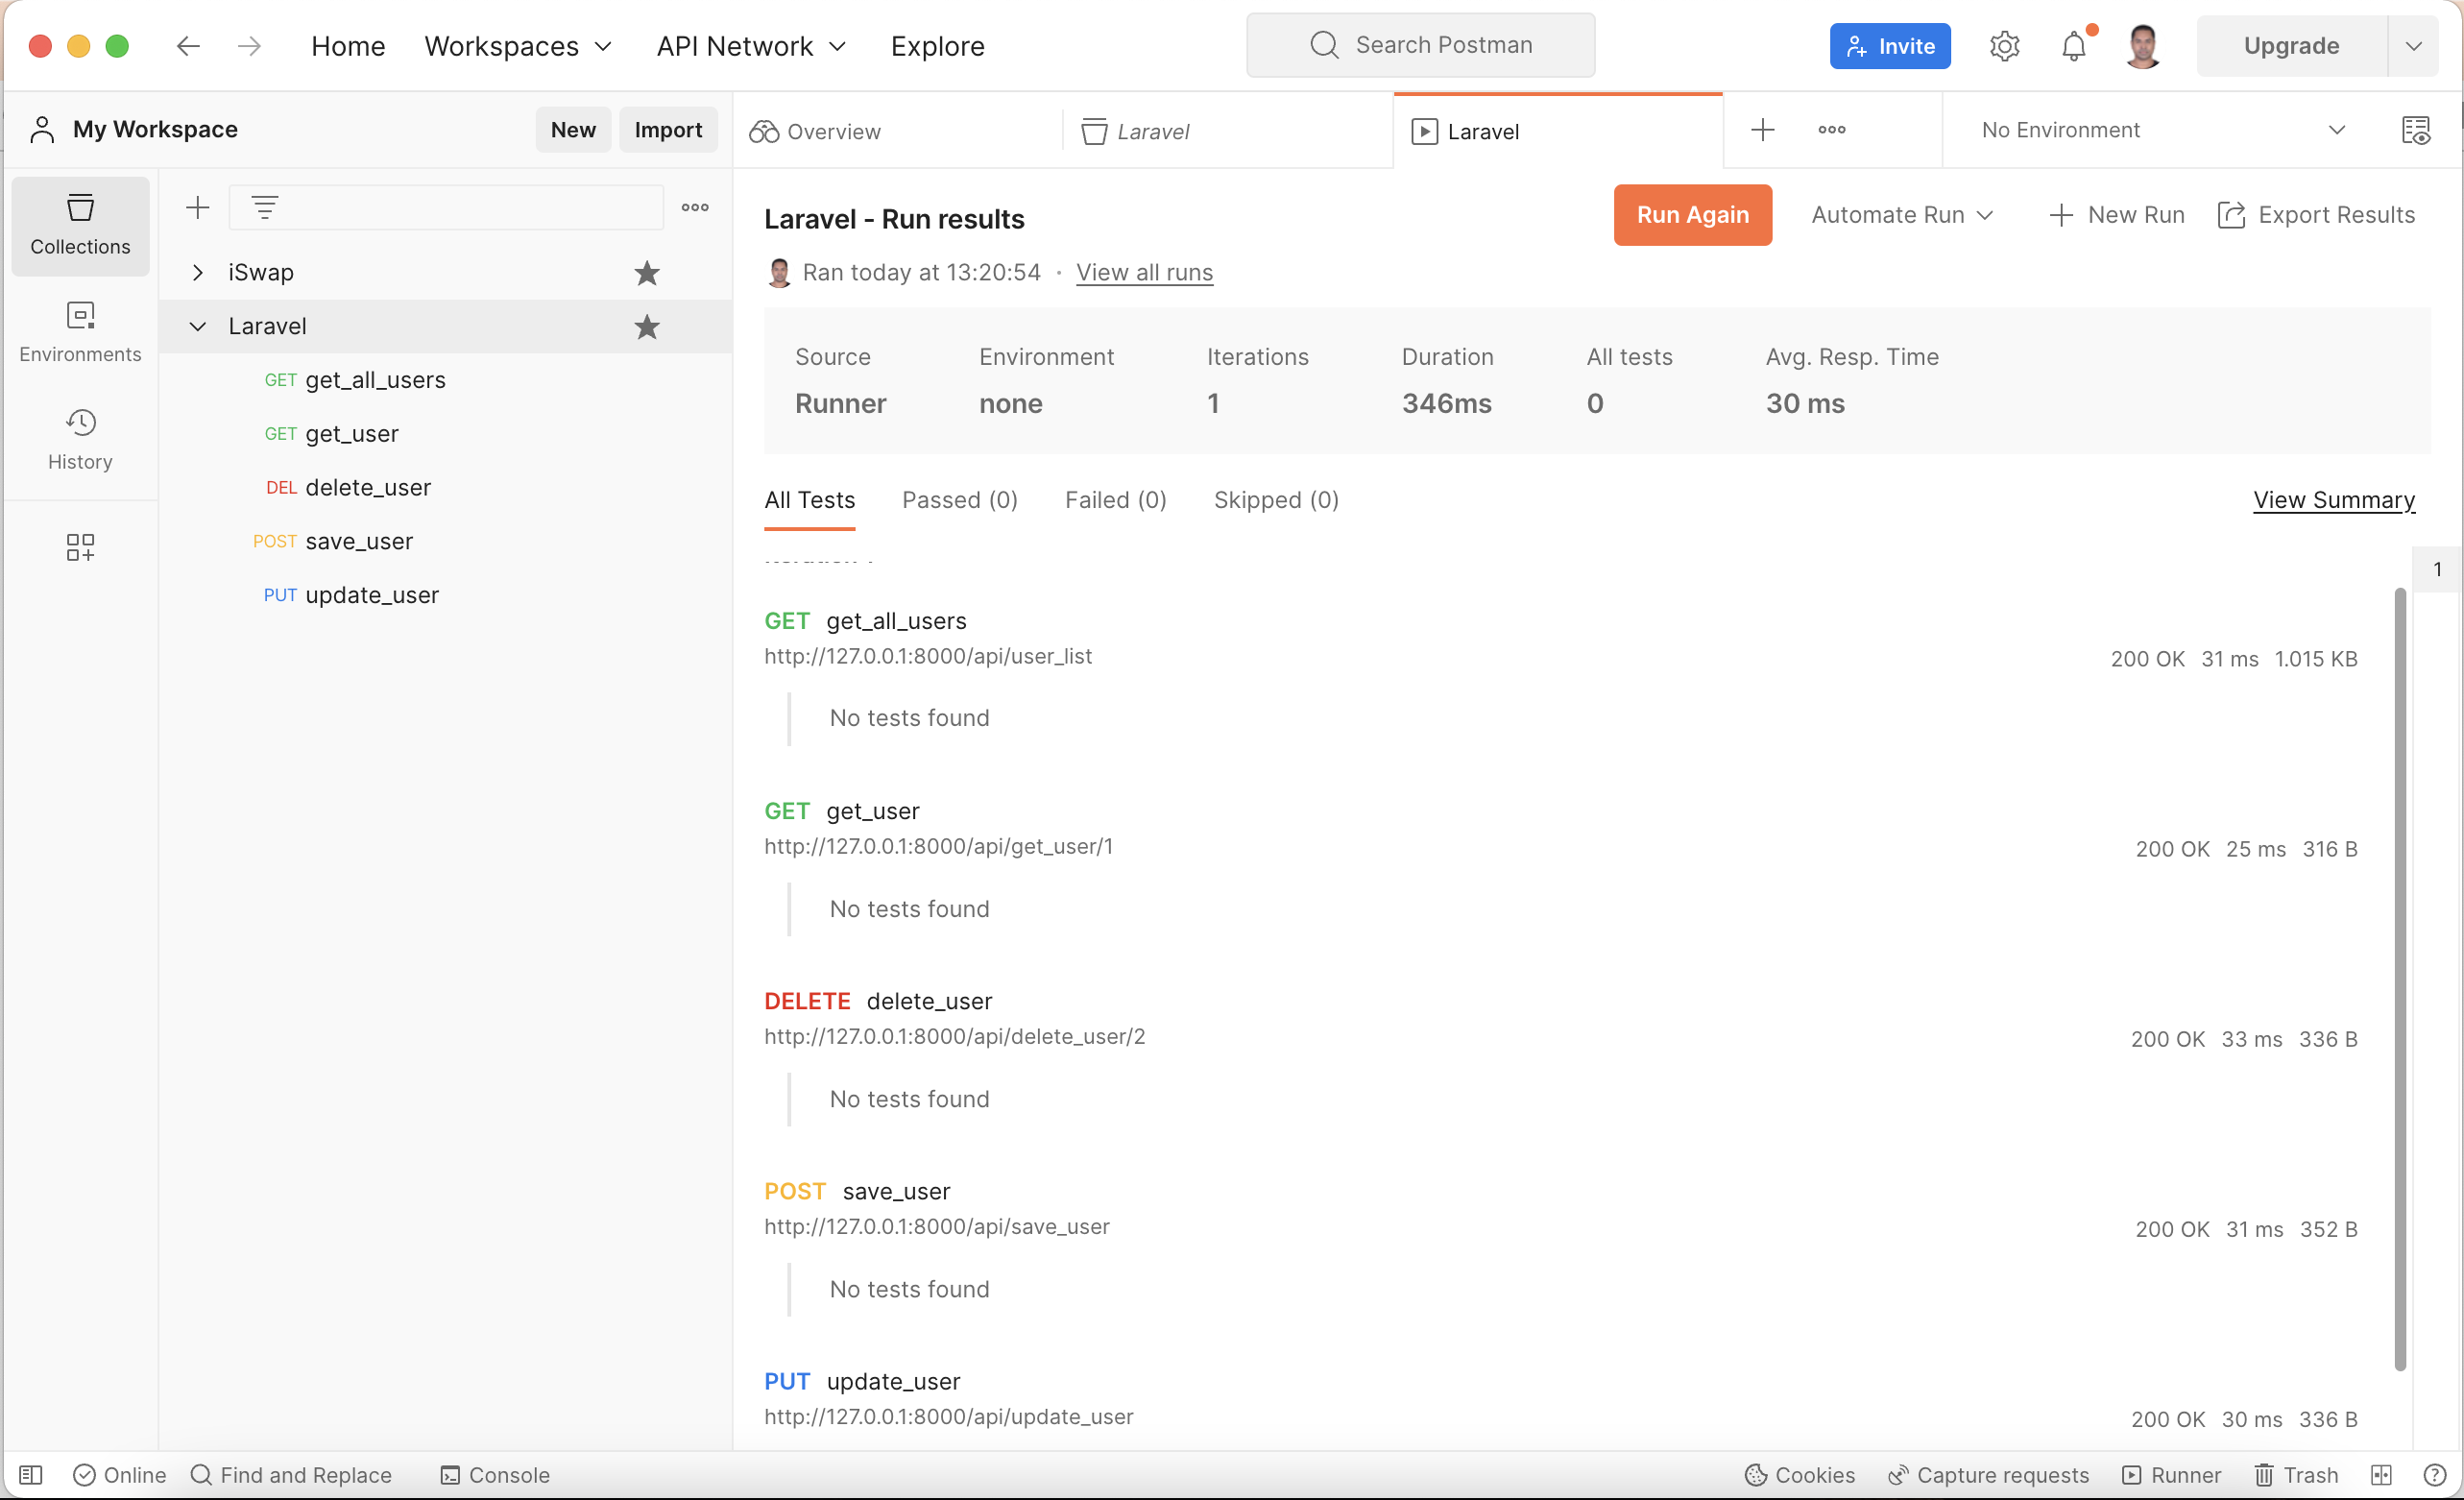 Home Workspaces API Network Explore Search Postman Invite Upgrade
My Workspace New Import
Overview Laravel Laravel No Environment
Collections
Environments
History
iSwap
Laravel
GET get_all_users
GET get_user
DEL delete_user
POST save_user
PUT update_user
Laravel - Run results Run Again Automate Run New Run Export Results
Ran today at 13:20:54 · View all runs
Source Environment Iterations Duration All tests Avg. Resp. Time
Runner none 1 346ms 0 30 ms
All Tests Passed (0) Failed (0) Skipped (0) View Summary
1
GET get_all_users
http://127.0.0.1:8000/api/user_list 200 OK 31 ms 1.015 KB
No tests found
GET get_user
http://127.0.0.1:8000/api/get_user/1 200 OK 25 ms 316 B
No tests found
DELETE delete_user
http://127.0.0.1:8000/api/delete_user/2 200 OK 33 ms 336 B
No tests found
POST save_user
http://127.0.0.1:8000/api/save_user 200 OK 31 ms 352 B
No tests found
PUT update_user
http://127.0.0.1:8000/api/update_user 200 OK 30 ms 336 B
Online Find and Replace Console Cookies Capture requests Runner Trash